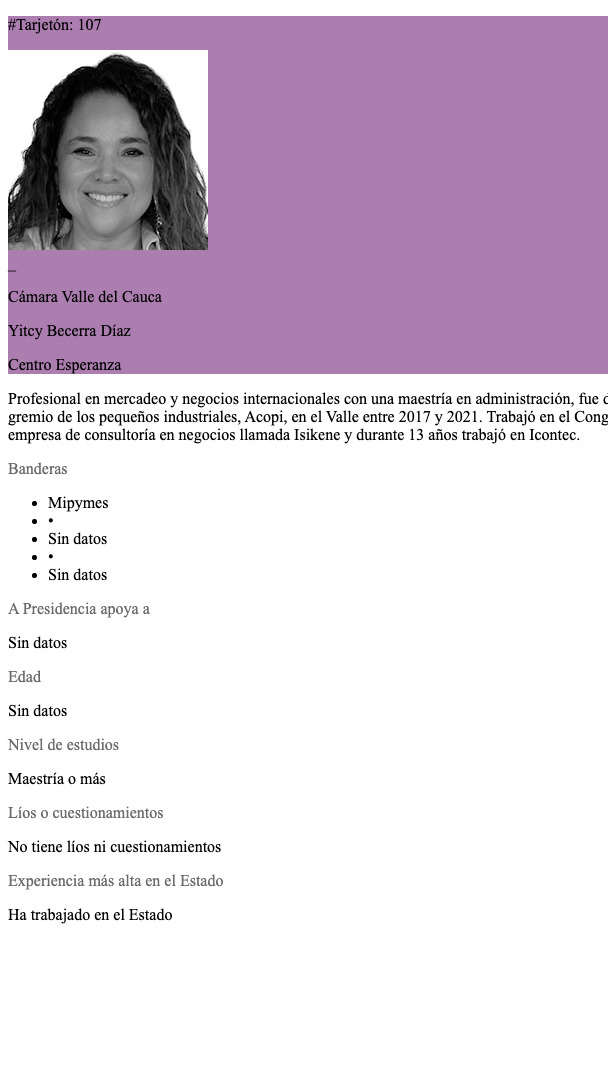 #Tarjetón: 107
_
Cámara Valle del Cauca
Yitcy Becerra Díaz
Centro Esperanza
Profesional en mercadeo y negocios internacionales con una maestría en administración, fue
gremio de los pequeños industriales, Acopi, en el Valle entre 2017 y 2021. Trabajó en el Cong
empresa de consultoría en negocios llamada Isikene y durante 13 años trabajó en Icontec.
Banderas
• Mipymes
• •
• Sin datos
• •
• Sin datos
A Presidencia apoya a
Sin datos
Edad
Sin datos
Nivel de estudios
Maestría o más
Líos o cuestionamientos
No tiene líos ni cuestionamientos
Experiencia más alta en el Estado
Ha trabajado en el Estado